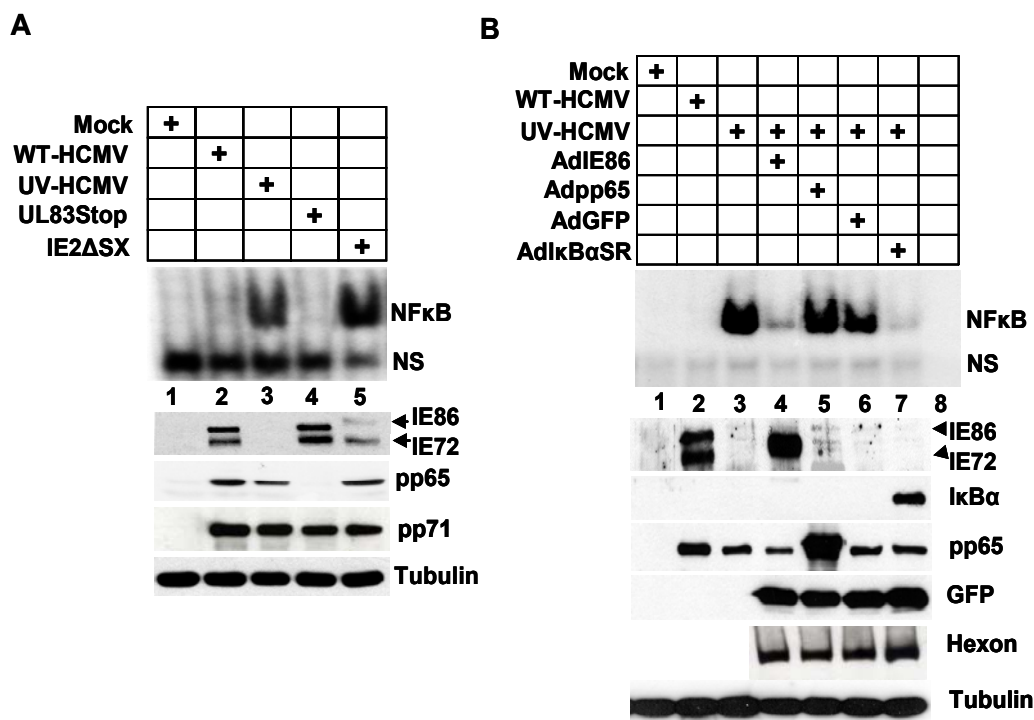 A
Mock +
WT-HCMV +
UV-HCMV +
UL83Stop +
IE2ΔSX +
NFκB
NS
1 2 3 4 5
IE86
IE72
pp65
pp71
Tubulin
B
Mock +
WT-HCMV +
UV-HCMV + + + + +
AdIE86 +
Adpp65 +
AdGFP +
AdIκBαSR +
NFκB
NS
1 2 3 4 5 6 7 8
IE86
IE72
IκBα
pp65
GFP
Hexon
Tubulin